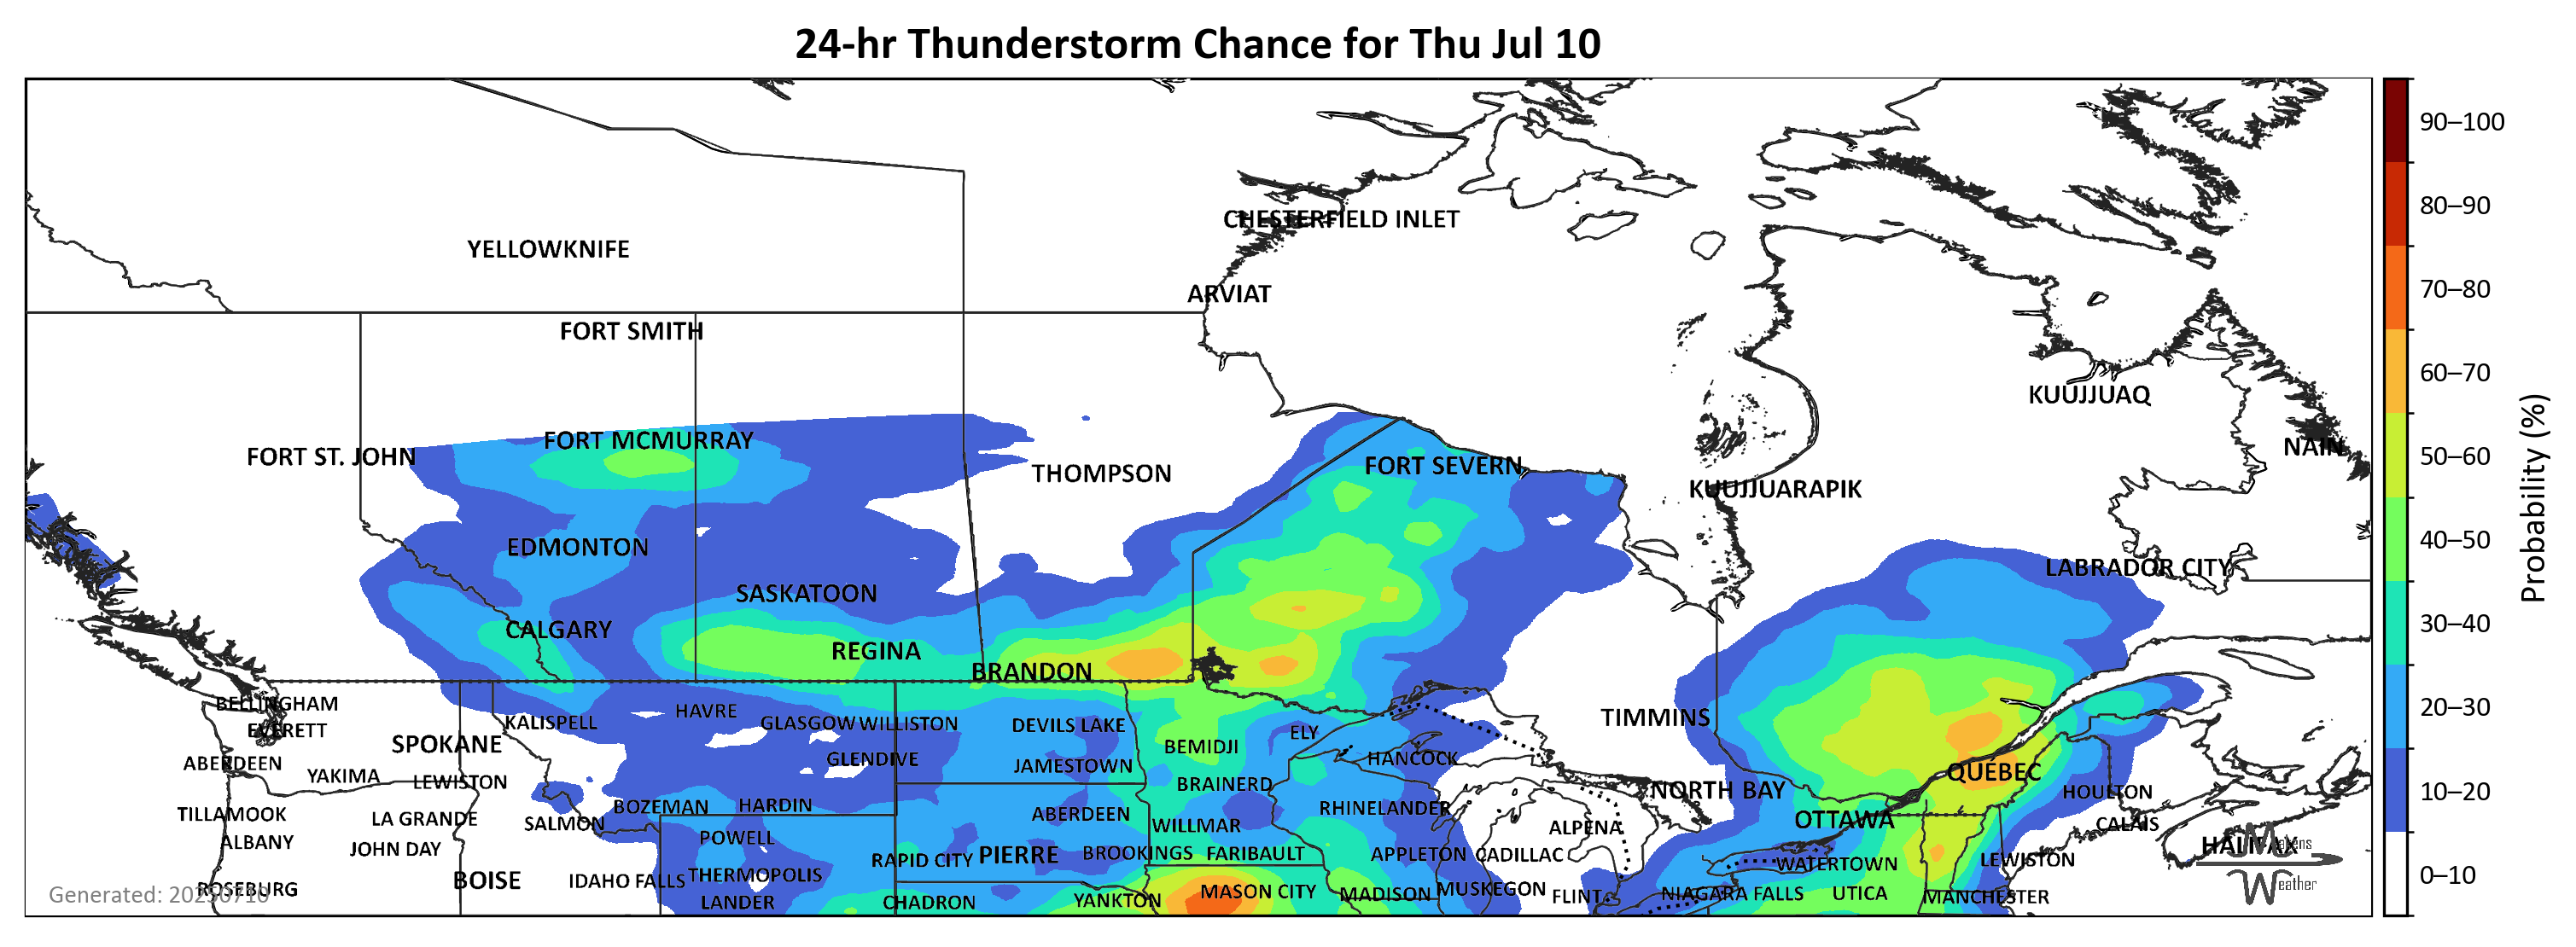 24-hr Thunderstorm Chance for Thu Jul 10
90–100
80–90
CHESTERFIELD INLET
YELLOWKNIFE
70–80
ARVIAT
FORT SMITH
60–70
KUUJJUAQ
FORT MCMURRAY
NAIN
FORT ST. JOHN
50–60
FORT SEVERN
THOMPSON
KUUJJUARAPIK
Probability (%)
40–50
EDMONTON
LABRADOR CITY
SASKATOON
30–40
CALGARY
REGINA
BRANDON
BELLINGHAM
HAVRE
20–30
TIMMINS
KALISPELL
GLASGOW
WILLISTON
DEVILS LAKE
EVERETT
ELY
SPOKANE
BEMIDJI
GLENDIVE
HANCOCK
ABERDEEN
JAMESTOWN
QUÉBEC
YAKIMA
LEWISTON
BRAINERD
NORTH BAY
HOULTON
10–20
BOZEMAN
HARDIN
RHINELANDER
TILLAMOOK
ABERDEEN
LA GRANDE
SALMON
WILLMAR
ALPENA
OTTAWA
CALAIS
POWELL
ALBANY
HALIFAX
Makens
JOHN DAY
BROOKINGS
FARIBAULT
APPLETON
CADILLAC
PIERRE
RAPID CITY
LEWISTON
WATERTOWN
THERMOPOLIS
0–10
BOISE
IDAHO FALLS
Weather
ROSEBURG
MUSKEGON
MASON CITY
MADISON
NIAGARA FALLS
UTICA
Generated: 20250710
FLINT
MANCHESTER
YANKTON
LANDER
CHADRON